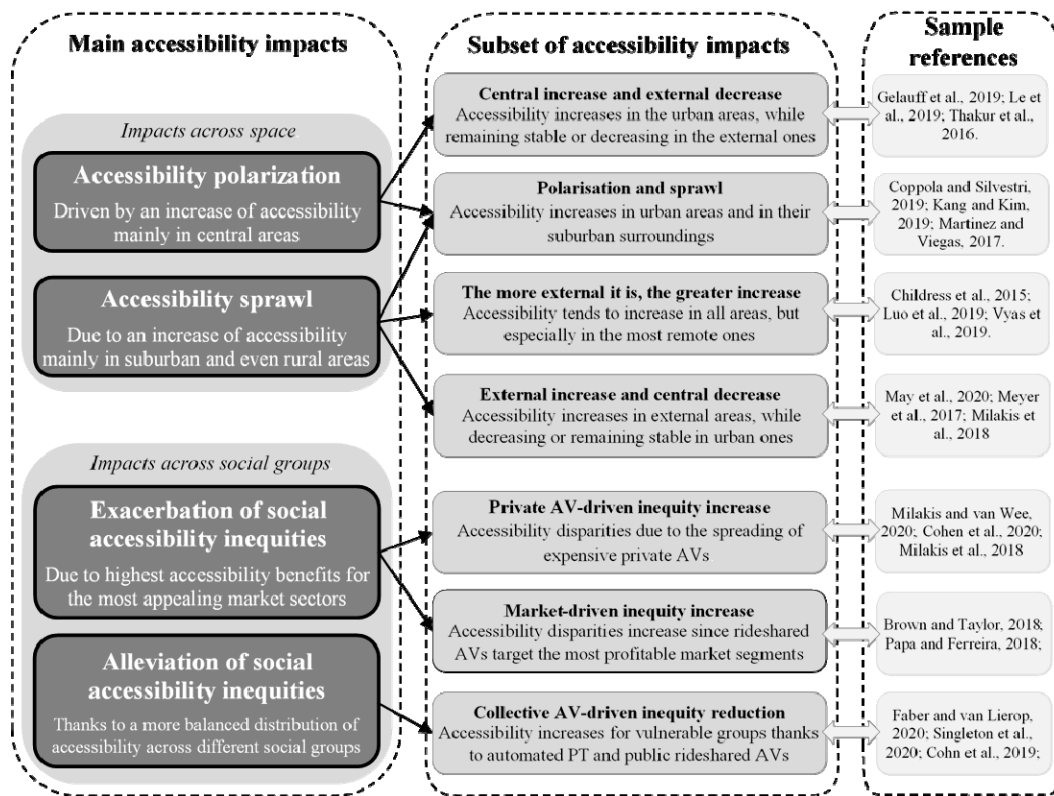 Main accessibility impacts
Impacts across space
Accessibility polarization
Driven by an increase of accessibility
mainly in central areas
Accessibility sprawl
Due to an increase of accessibility
mainly in suburban and even rural areas
Impacts across social groups
Exacerbation of social
accessibility inequities
Due to highest accessibility benefits for
the most appealing market sectors
Alleviation of social
accessibility inequities
Thanks to a more balanced distribution of
accessibility across different social groups
Subset of accessibility impacts
Central increase and external decrease
Accessibility increases in the urban areas, while
remaining stable or decreasing in the external ones
Polarisation and sprawl
Accessibility increases in urban areas and in their
suburban surroundings
The more external it is, the greater increase
Accessibility tends to increase in all areas, but
especially in the most remote ones
External increase and central decrease
Accessibility increases in external areas, while
decreasing or remaining stable in urban ones
Private AV-driven inequity increase
Accessibility disparities due to the spreading of
expensive private AVs
Market-driven inequity increase
Accessibility disparities increase since rideshared
AVs target the most profitable market segments
Collective AV-driven inequity reduction
Accessibility increases for vulnerable groups thanks
to automated PT and public rideshared AVs
Sample
references
Gelauff et al., 2019; Le et
al., 2019; Thakur et al.,
2016.
Coppola and Silvestri,
2019; Kang and Kim,
2019; Martinez and
Viegas, 2017.
Childress et al., 2015;
Luo et al., 2019; Vyas
et al., 2019.
May et al., 2020; Meyer
et al., 2017; Milakis
et al., 2018
Milakis and van Wee,
2020; Cohen et al., 2020;
Milakis et al., 2018
Brown and Taylor, 2018;
Papa and Ferreira, 2018;
Faber and van Lierop,
2020; Singleton et al.,
2020; Cohn et al., 2019;